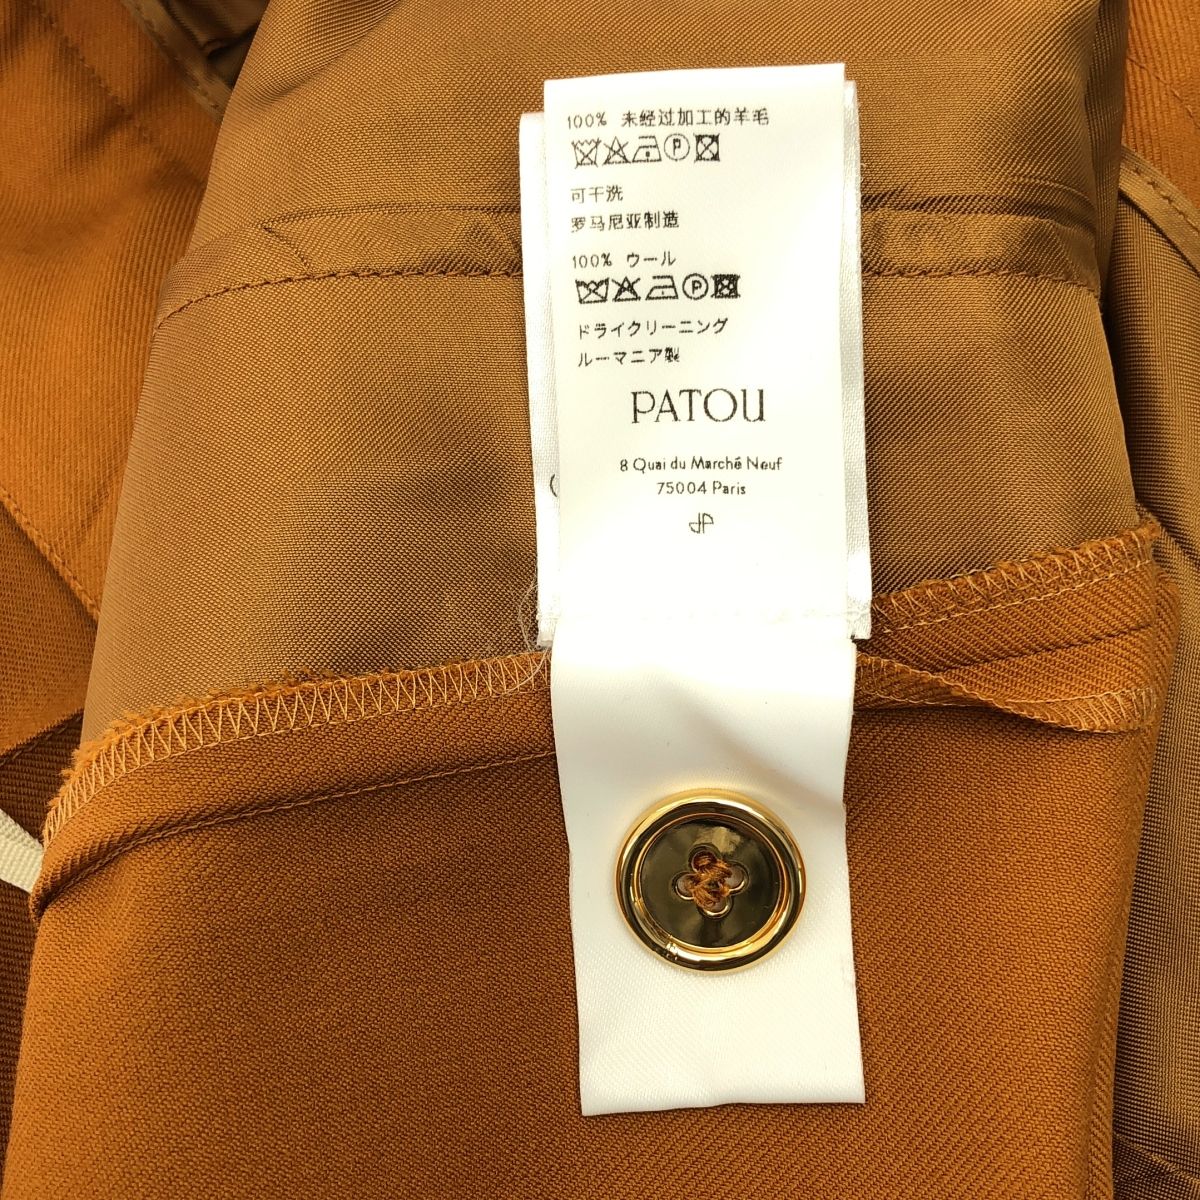 100% 未经过加工的羊毛
P
可干洗
罗马尼亚制造
100% ウール
P
ドライクリーニング
ルーマニア製
PATOU
8 Quai du Marché Neuf
75004 Paris
JP